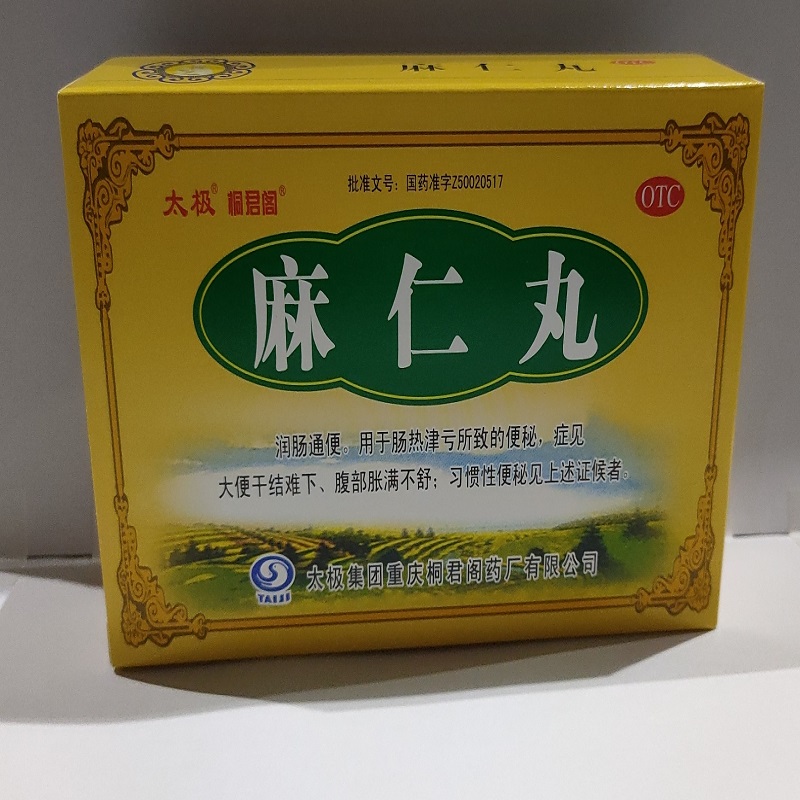 麻仁丸
批准文号：国药准字Z50020517
太极® 桐君阁®
OTC
麻仁丸
润肠通便。用于肠热津亏所致的便秘，症见
大便干结难下、腹部胀满不舒；习惯性便秘见上述证候者。
TAIJI
太极集团重庆桐君阁药厂有限公司